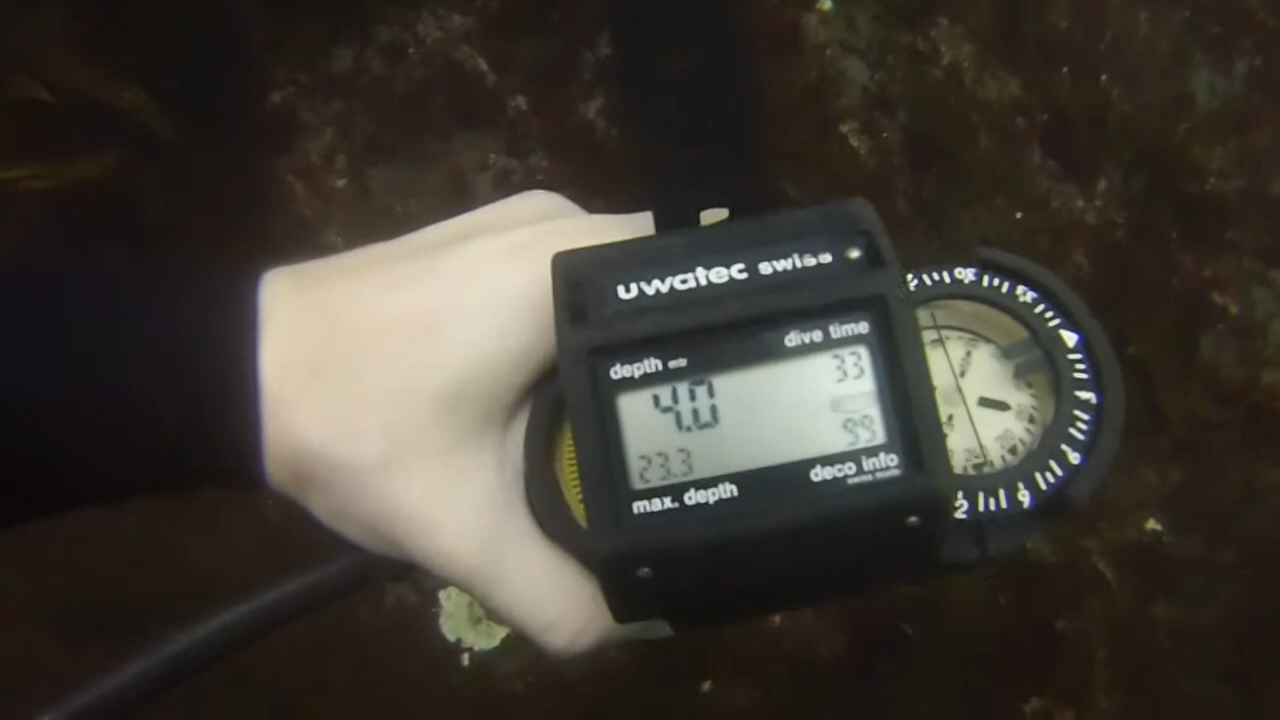 uwatec swiss
dive time
depth
33
4.0
99
23.3
deco info
max. depth